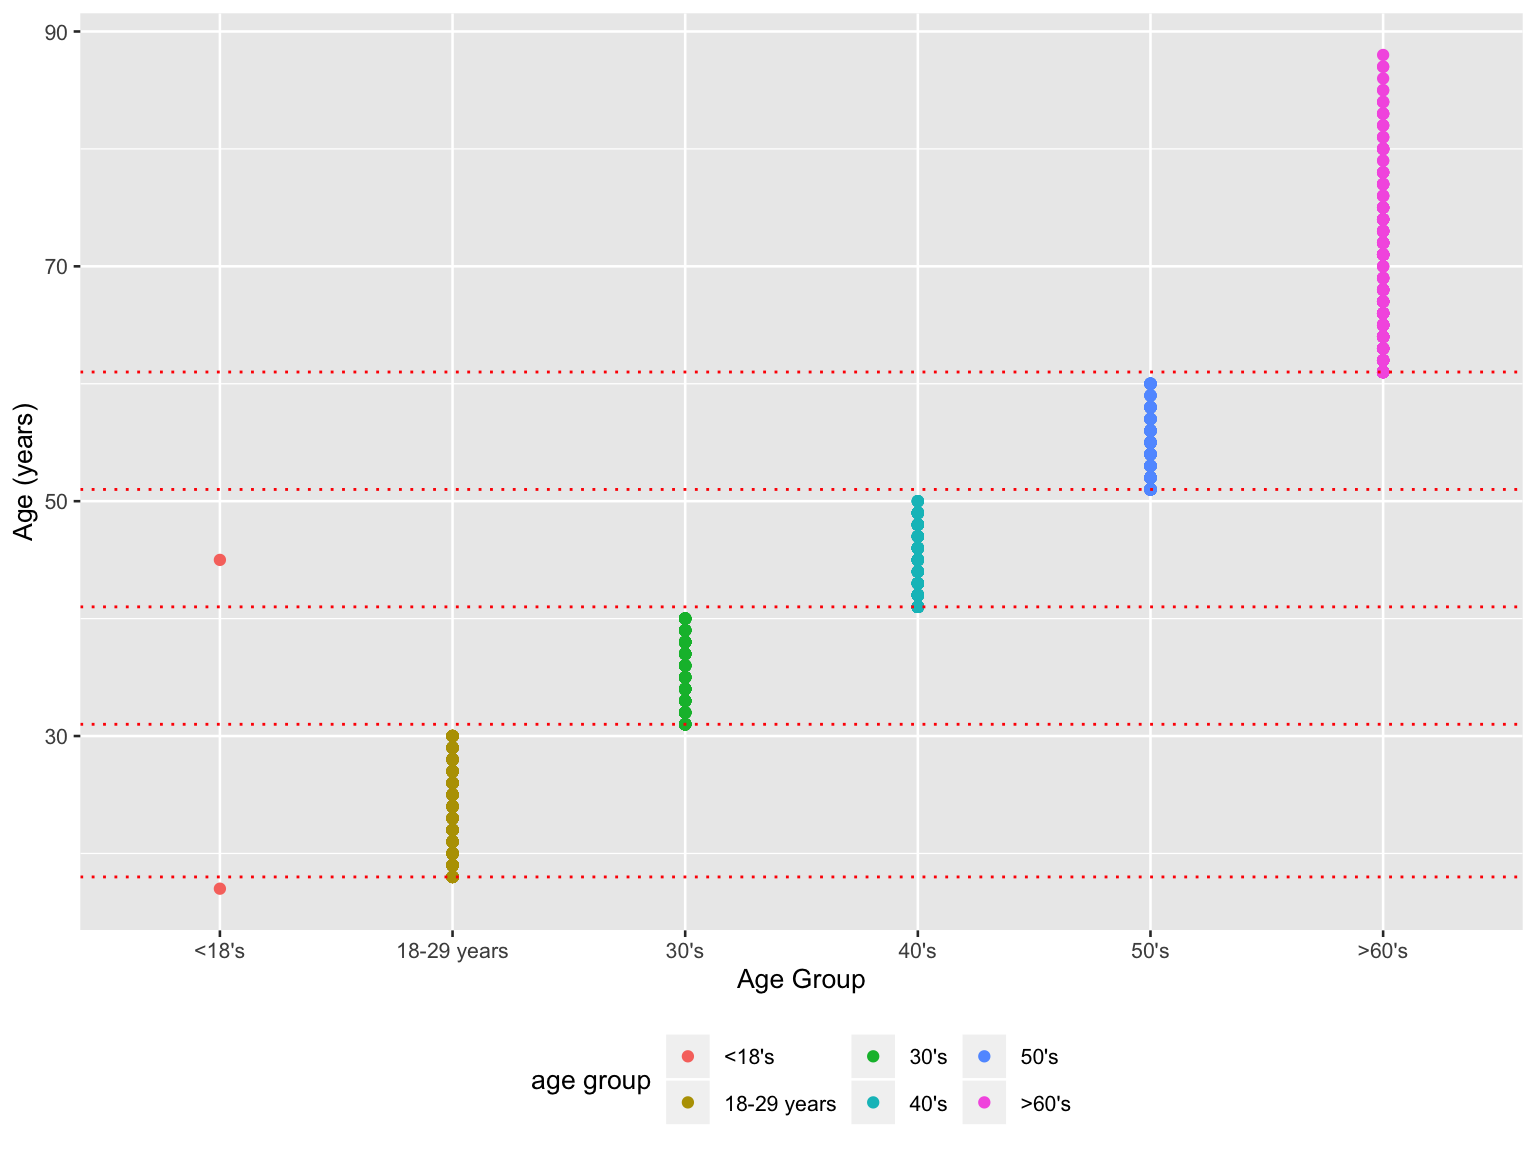 90
70
50
30
Age (years)
<18's 18-29 years 30's 40's 50's >60's
Age Group
age group
<18's 30's 50's
18-29 years 40's >60's